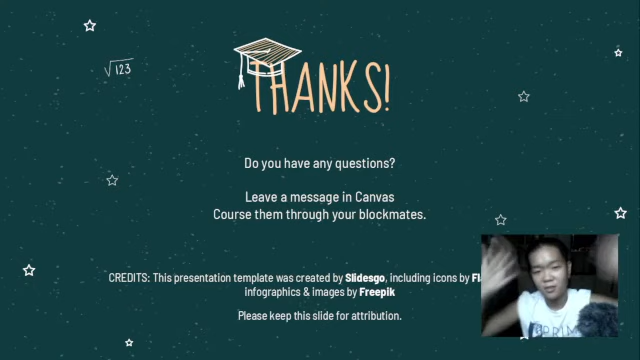 √123
THANKS!
Do you have any questions?
Leave a message in Canvas
Course them through your blockmates.
CREDITS: This presentation template was created by Slidesgo, including icons by
infographics & images by Freepik
Please keep this slide for attribution.